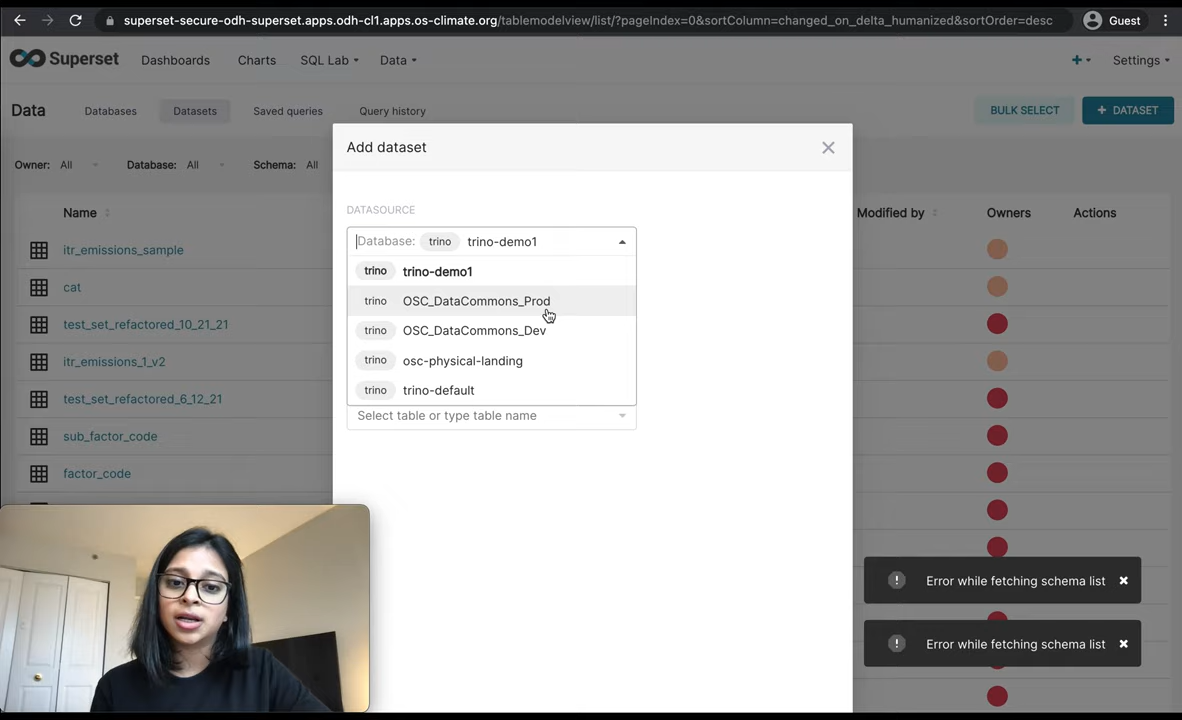 superset-secure-odh-superset.apps.odh-cl1.apps.os-climate.org/tablemodelview/list/?pageIndex=0&sortColumn=changed_on_delta_humanized&sortOrder=desc
Guest
Superset Dashboards Charts SQL Lab Data Settings
Data Databases Datasets Saved queries Query history BULK SELECT + DATASET
Add dataset
Owner: All Database: All Schema: All
Name Modified by Owners Actions
DATASOURCE
Database: trino trino-demo1
itr_emissions_sample
trino trino-demo1
cat
trino OSC_DataCommons_Prod
test_set_refactored_10_21_21
trino OSC_DataCommons_Dev
itr_emissions_1_v2
trino osc-physical-landing
test_set_refactored_6_12_21
trino trino-default
Select table or type table name
sub_factor_code
factor_code
Error while fetching schema list
Error while fetching schema list